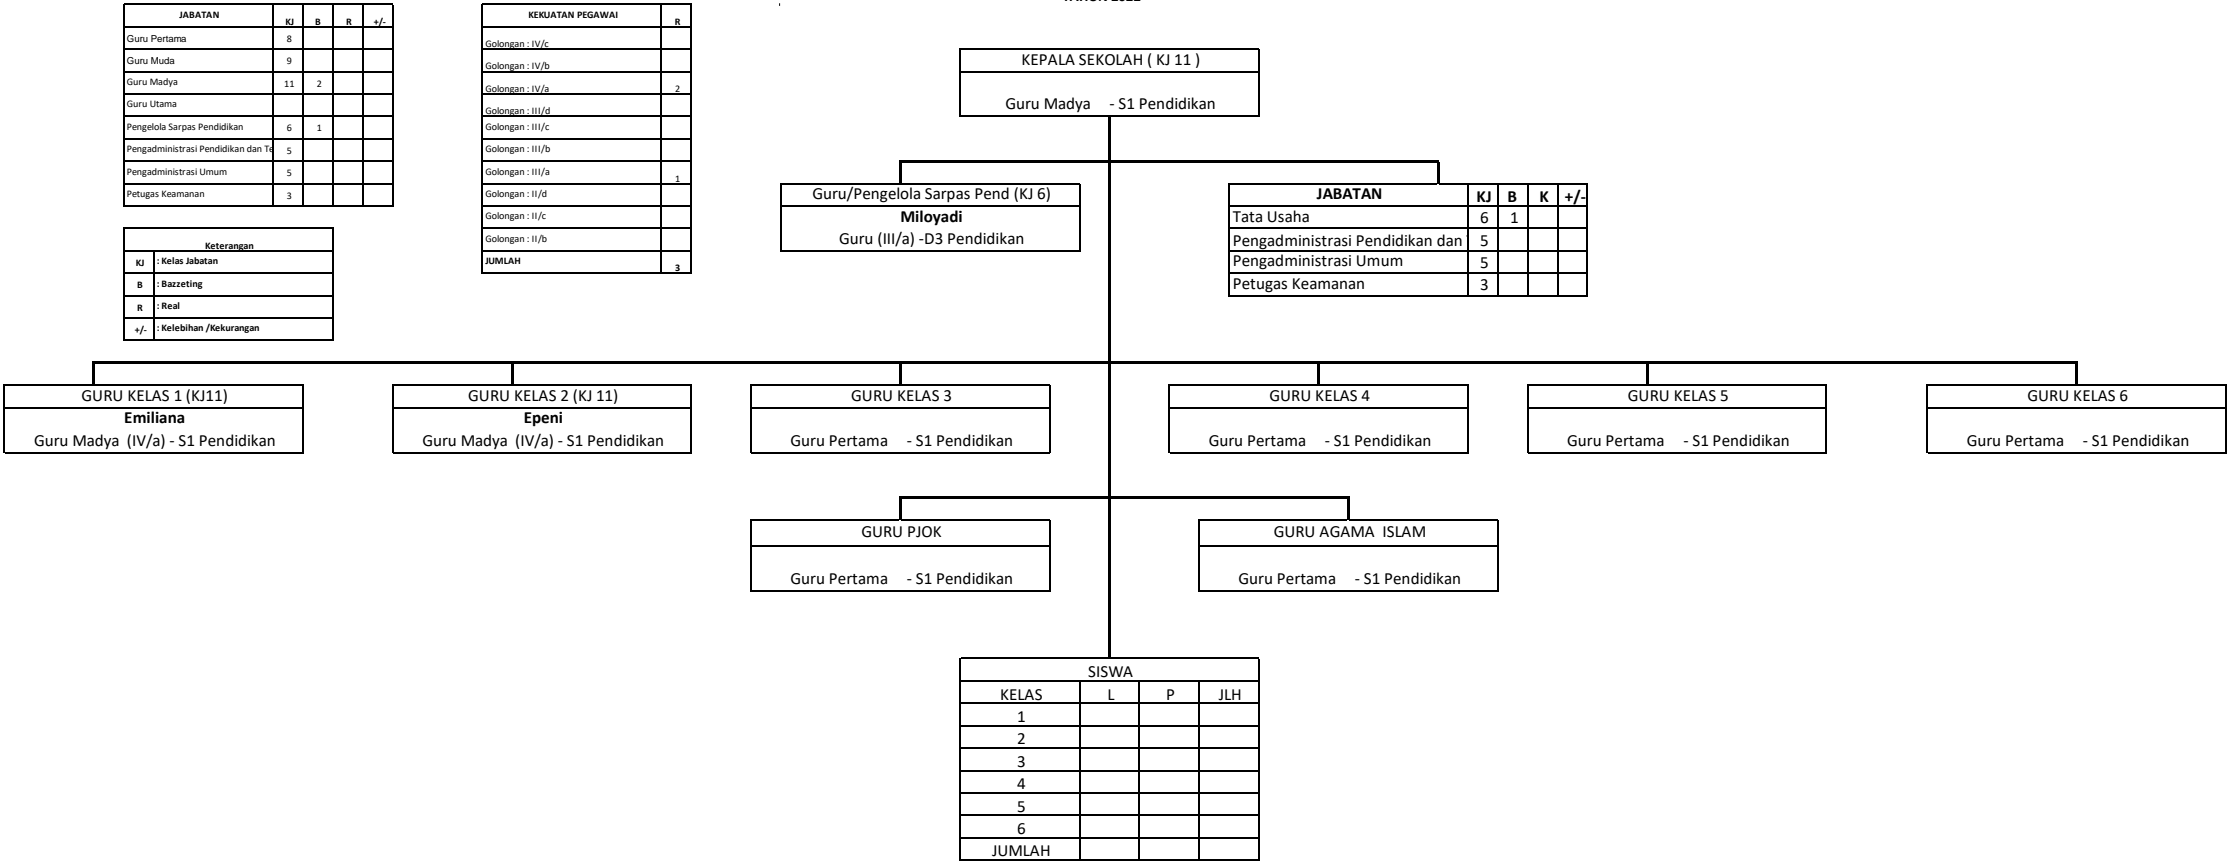 TAHUN 2022
JABATAN KJ B R +/-
Guru Pertama 8
Guru Muda 9
Guru Madya 11 2
Guru Utama
Pengelola Sarpas Pendidikan 6 1
Pengadministrasi Pendidikan dan Te 5
Pengadministrasi Umum 5
Petugas Keamanan 3
Keterangan
KJ : Kelas Jabatan
B : Bazzeting
R : Real
+/- : Kelebihan /Kekurangan
KEKUATAN PEGAWAI R
Golongan : IV/c
Golongan : IV/b
Golongan : IV/a 2
Golongan : III/d
Golongan : III/c
Golongan : III/b
Golongan : III/a 1
Golongan : II/d
Golongan : II/c
Golongan : II/b
JUMLAH 3
KEPALA SEKOLAH ( KJ 11 )
Guru Madya - S1 Pendidikan
Guru/Pengelola Sarpas Pend (KJ 6)
Miloyadi
Guru (III/a) -D3 Pendidikan
JABATAN KJ B K +/-
Tata Usaha 6 1
Pengadministrasi Pendidikan dan 5
Pengadministrasi Umum 5
Petugas Keamanan 3
GURU KELAS 1 (KJ11)
Emiliana
Guru Madya (IV/a) - S1 Pendidikan
GURU KELAS 2 (KJ 11)
Epeni
Guru Madya (IV/a) - S1 Pendidikan
GURU KELAS 3
Guru Pertama - S1 Pendidikan
GURU KELAS 4
Guru Pertama - S1 Pendidikan
GURU KELAS 5
Guru Pertama - S1 Pendidikan
GURU KELAS 6
Guru Pertama - S1 Pendidikan
GURU PJOK
Guru Pertama - S1 Pendidikan
GURU AGAMA ISLAM
Guru Pertama - S1 Pendidikan
SISWA
KELAS L P JLH
1
2
3
4
5
6
JUMLAH